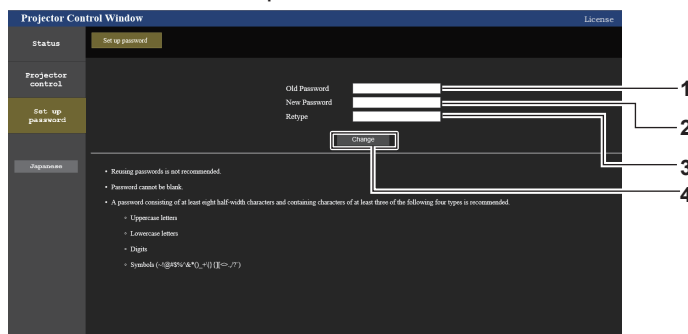 Projector Control Window
License
Status
Set up password
Projector
control
Set up
password
Japanese
Old Password
New Password
Retype
Change
1
2
3
4
• Reusing passwords is not recommended.
• Password cannot be blank.
• A password consisting of at least eight half-width characters and containing characters of at least three of the following four types is recommended.
Uppercase letters
Lowercase letters
Digits
Symbols (~!@#$%^&*()_+\{}[]<>.,/?`)